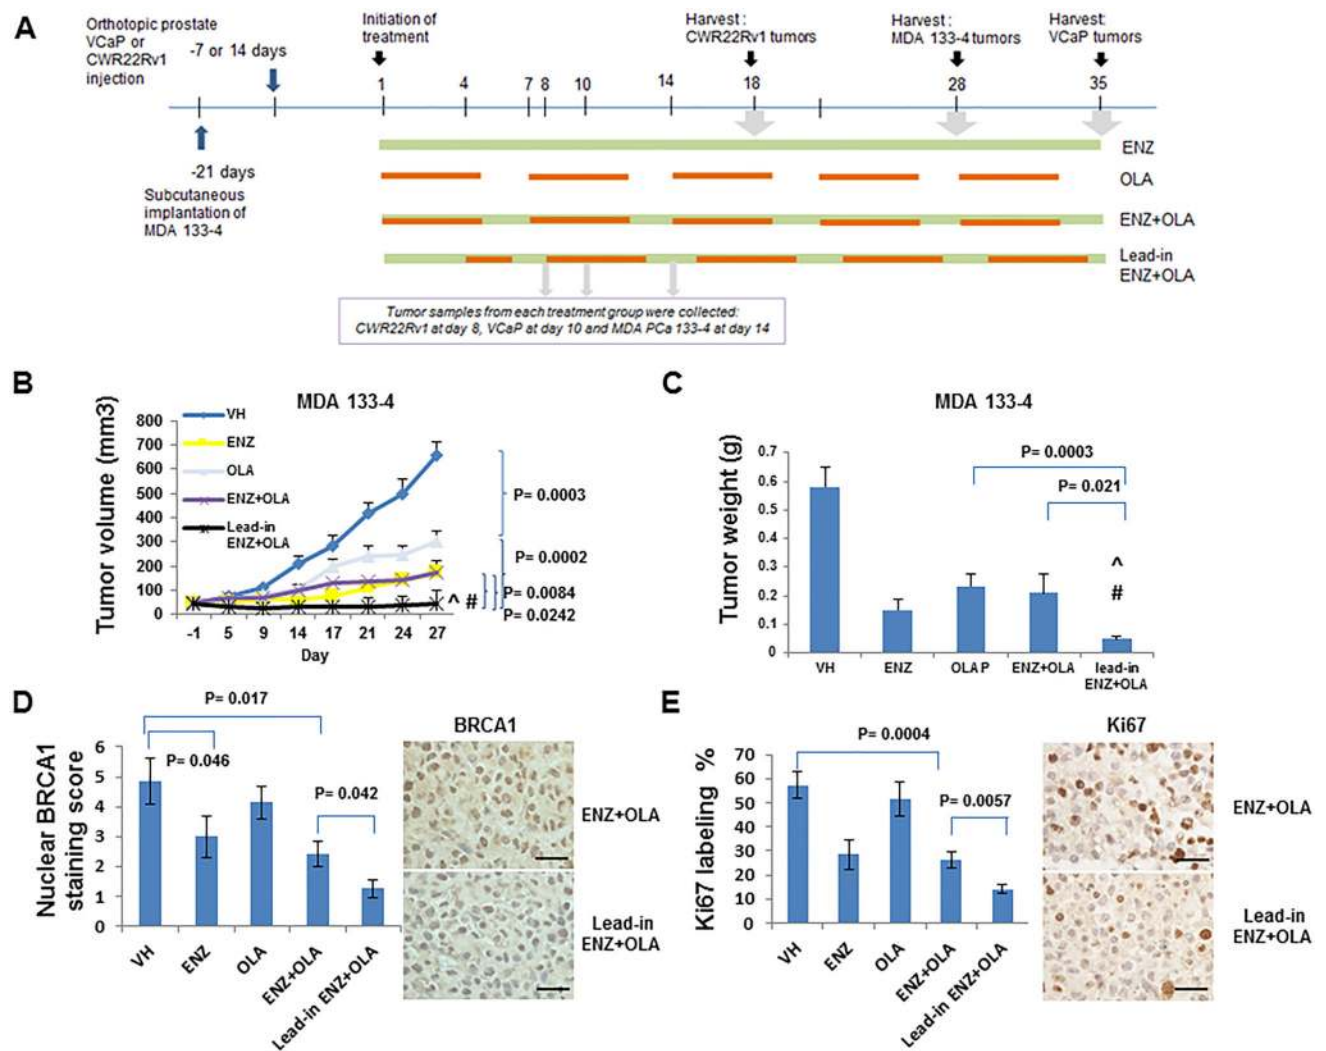 A
Orthotopic prostate
VCaP or
CWR22Rv1
injection
-7 or 14 days
Initiation of
treatment
Harvest :
CWR22Rv1 tumors
Harvest :
MDA 133-4 tumors
Harvest:
VCaP tumors
1 4 7 8 10 14 18 28 35
-21 days
Subcutaneous
implantation of
MDA 133-4
ENZ
OLA
ENZ+OLA
Lead-in
ENZ+OLA
Tumor samples from each treatment group were collected:
CWR22Rv1 at day 8, VCaP at day 10 and MDA PCa 133-4 at day 14
B
MDA 133-4
Tumor volume (mm3)
800
700
600
500
400
300
200
100
0
VH
ENZ
OLA
ENZ+OLA
Lead-in
ENZ+OLA
-1 5 9 14 17 21 24 27
Day
^ #
P= 0.0003
P= 0.0002
P= 0.0084
P= 0.0242
C
MDA 133-4
Tumor weight (g)
0.7
0.6
0.5
0.4
0.3
0.2
0.1
0
P= 0.0003
P= 0.021
^
#
VH ENZ OLAP ENZ+OLA lead-in
ENZ+OLA
D
Nuclear BRCA1
staining score
6
5
4
3
2
1
0
P= 0.017
P= 0.046
P= 0.042
VH
ENZ
OLA
ENZ+OLA
Lead-in ENZ+OLA
BRCA1
ENZ+OLA
Lead-in
ENZ+OLA
E
Ki67 labeling %
70
60
50
40
30
20
10
0
P= 0.0004
P= 0.0057
VH
ENZ
OLA
ENZ+OLA
Lead-in ENZ+OLA
Ki67
ENZ+OLA
Lead-in
ENZ+OLA